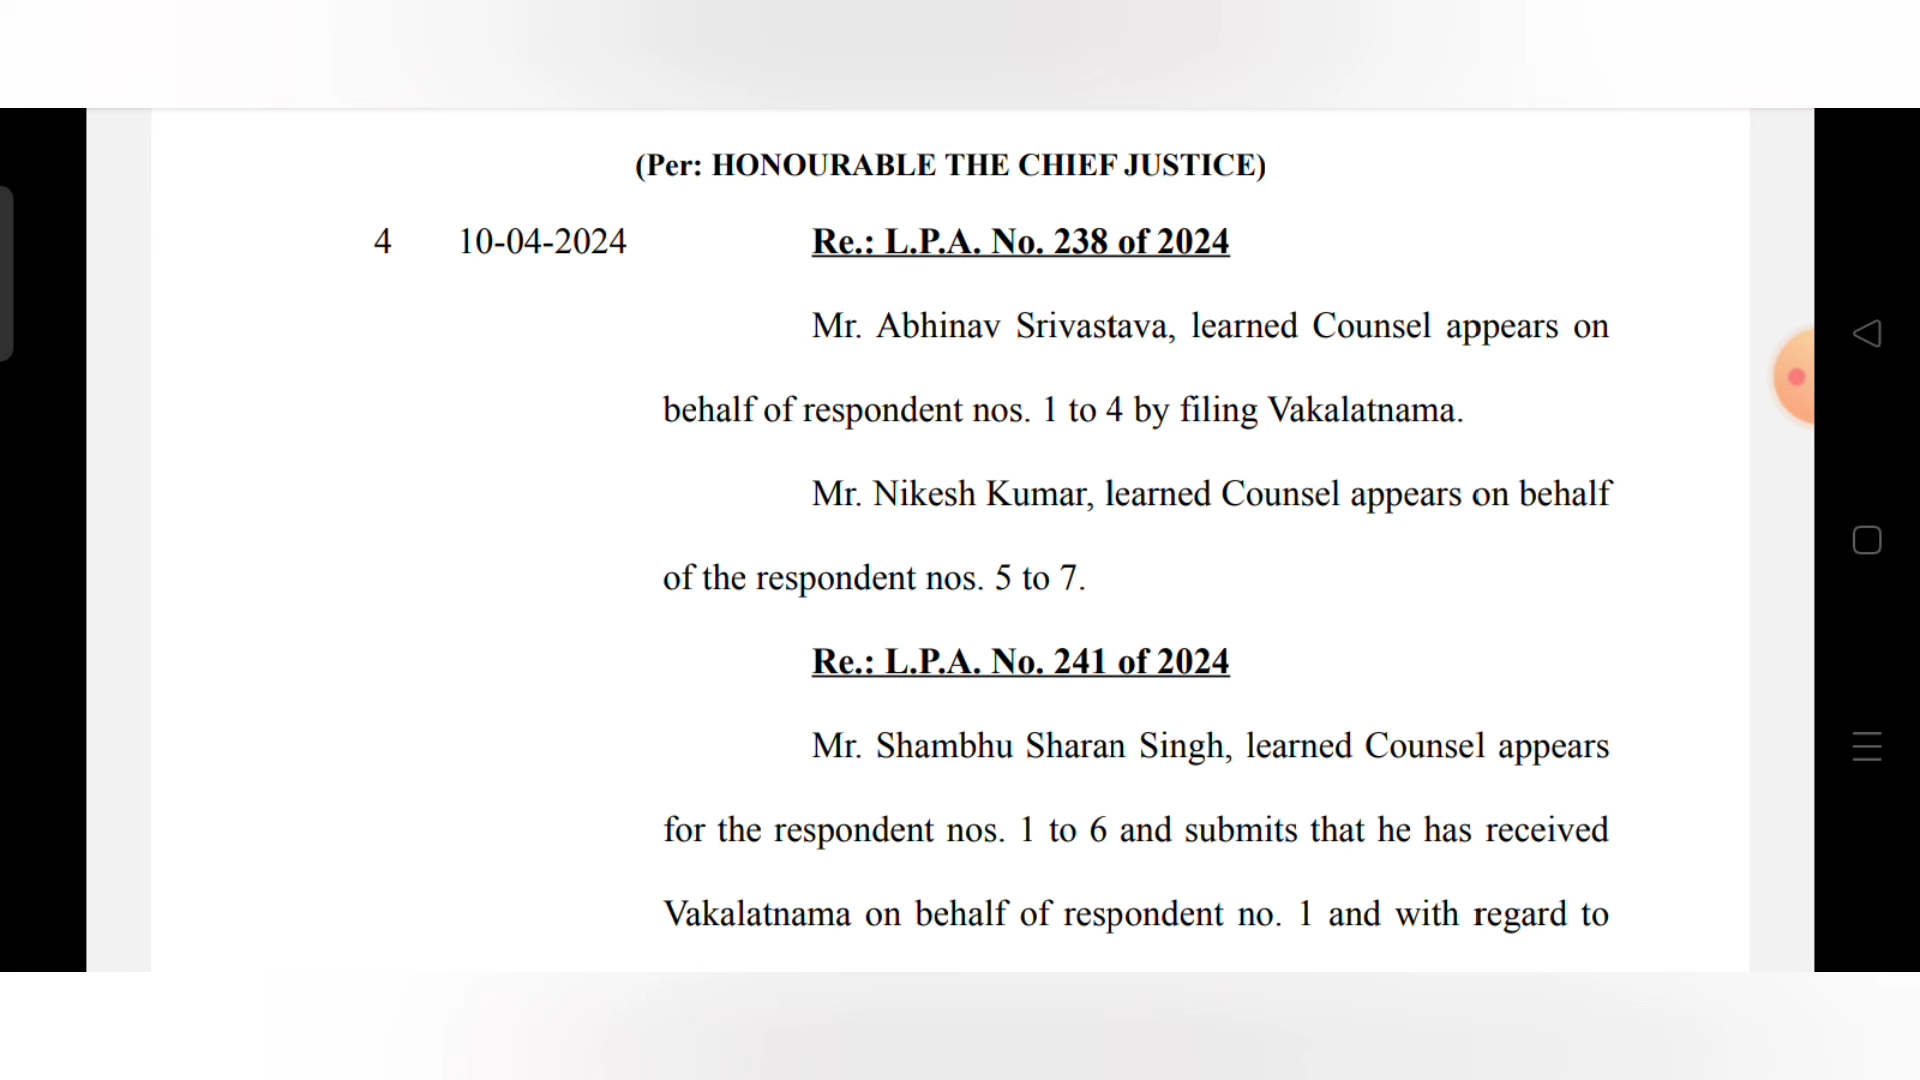 (Per: HONOURABLE THE CHIEF JUSTICE)
4 10-04-2024 Re.: L.P.A. No. 238 of 2024
Mr. Abhinav Srivastava, learned Counsel appears on
behalf of respondent nos. 1 to 4 by filing Vakalatnama.
Mr. Nikesh Kumar, learned Counsel appears on behalf
of the respondent nos. 5 to 7.
Re.: L.P.A. No. 241 of 2024
Mr. Shambhu Sharan Singh, learned Counsel appears
for the respondent nos. 1 to 6 and submits that he has received
Vakalatnama on behalf of respondent no. 1 and with regard to